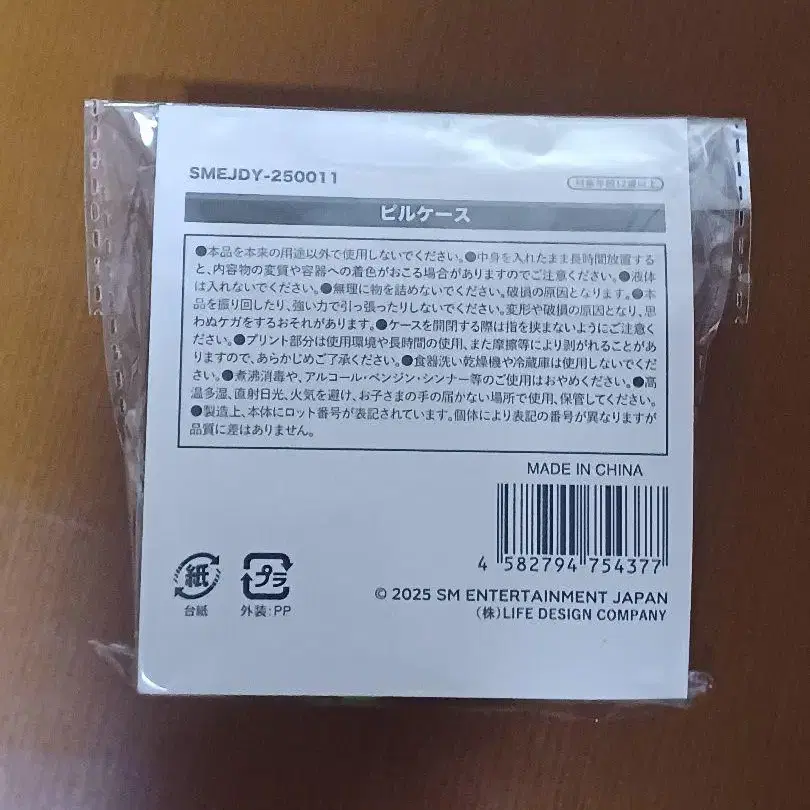 SMEJDY-250011
対象年齢12歳以上
ピルケース
●本品を本来の用途以外で使用しないでください。●中身を入れたまま長時間放置する
と、内容物の変質や容器への着色がおこる場合がありますのでご注意ください。●液体
は入れないでください。●無理に物を詰めないでください。破損の原因となります。●本
品を振り回したり、強い力で引っ張ったりしないでください。変形や破損の原因となり、思
わぬケガをするおそれがあります。●ケースを開閉する際は指を挟まないようにご注意く
ださい。●プリント部分は使用環境や長時間の使用、また摩擦等により剥がれることがあ
りますので、あらかじめご了承ください。●食器洗い乾燥機や冷蔵庫は使用しないでくだ
さい。●煮沸消毒や、アルコール・ベンジン・シンナー等のご使用はおやめください。●高
温多湿、直射日光、火気を避け、お子さまの手の届かない場所で使用、保管してください。
●製造上、本体にロット番号が表記されています。個体により表記の番号が異なりますが
品質に差はありません。
MADE IN CHINA
4 582794 754377
紙
台紙
プラ
外装:PP
© 2025 SM ENTERTAINMENT JAPAN
(株)LIFE DESIGN COMPANY